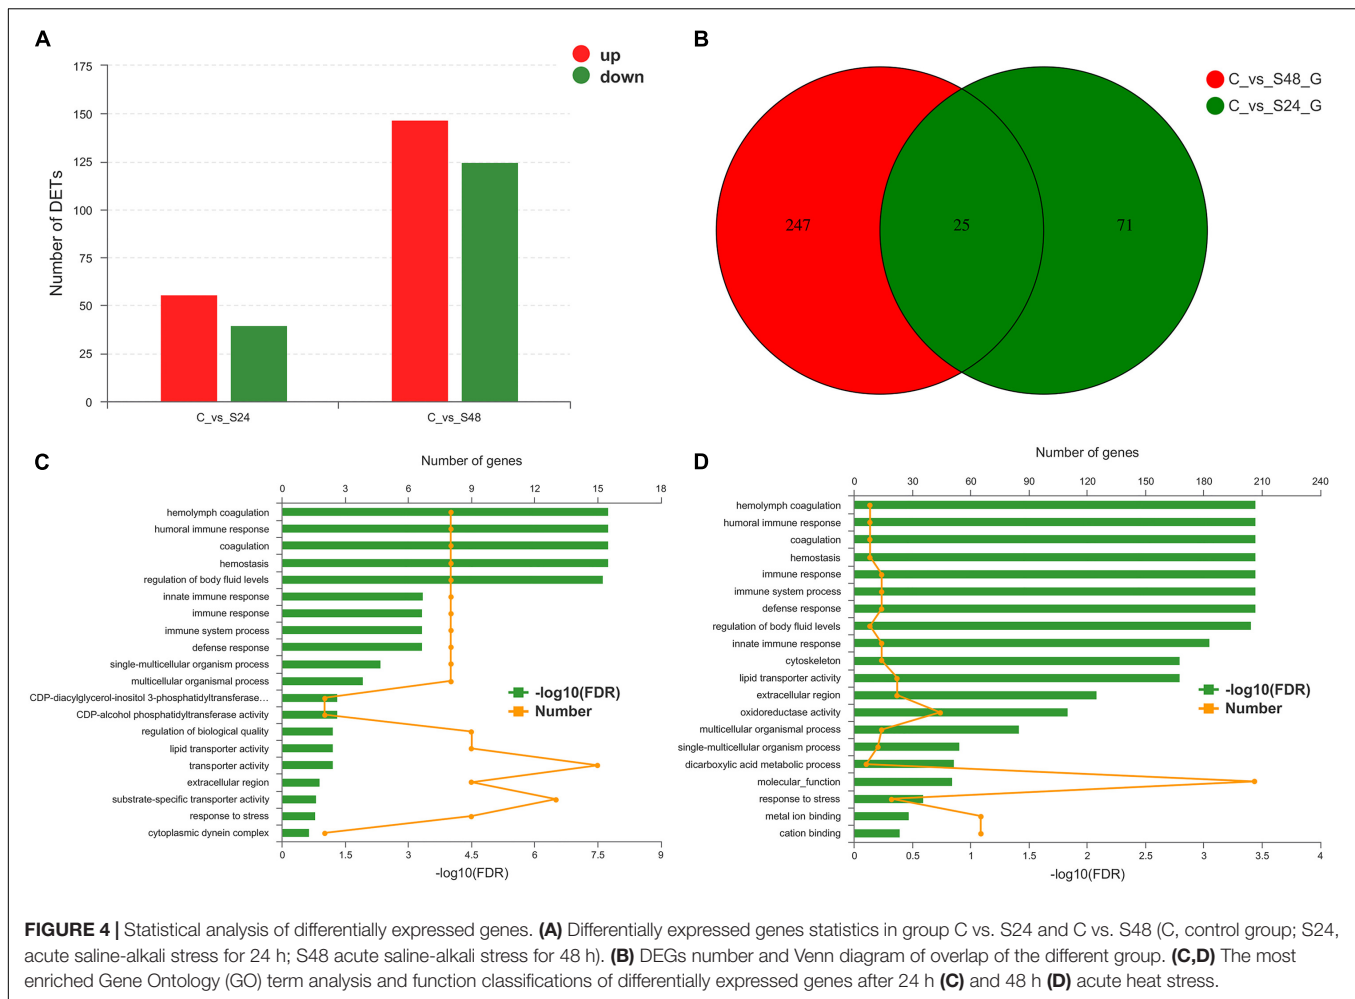 A
up
down
175
150
125
100
75
50
25
0
Number of DETs
C_vs_S24
C_vs_S48
B
C_vs_S48_G
C_vs_S24_G
247
25
71
C
Number of genes
0 3 6 9 12 15 18
hemolymph coagulation
humoral immune response
coagulation
hemostasis
regulation of body fluid levels
innate immune response
immune response
immune system process
defense response
single-multicellular organism process
multicellular organismal process
CDP-diacylglycerol-inositol 3-phosphatidyltransferase…
CDP-alcohol phosphatidyltransferase activity
regulation of biological quality
lipid transporter activity
transporter activity
extracellular region
substrate-specific transporter activity
response to stress
cytoplasmic dynein complex
-log10(FDR)
Number
0 1.5 3 4.5 6 7.5 9
-log10(FDR)
D
Number of genes
0 30 60 90 120 150 180 210 240
hemolymph coagulation
humoral immune response
coagulation
hemostasis
immune response
immune system process
defense response
regulation of body fluid levels
innate immune response
cytoskeleton
lipid transporter activity
extracellular region
oxidoreductase activity
multicellular organismal process
single-multicellular organism process
dicarboxylic acid metabolic process
molecular_function
response to stress
metal ion binding
cation binding
-log10(FDR)
Number
0 0.5 1 1.5 2 2.5 3 3.5 4
-log10(FDR)
FIGURE 4 | Statistical analysis of differentially expressed genes. (A) Differentially expressed genes statistics in group C vs. S24 and C vs. S48 (C, control group; S24,
acute saline-alkali stress for 24 h; S48 acute saline-alkali stress for 48 h). (B) DEGs number and Venn diagram of overlap of the different group. (C,D) The most
enriched Gene Ontology (GO) term analysis and function classifications of differentially expressed genes after 24 h (C) and 48 h (D) acute heat stress.